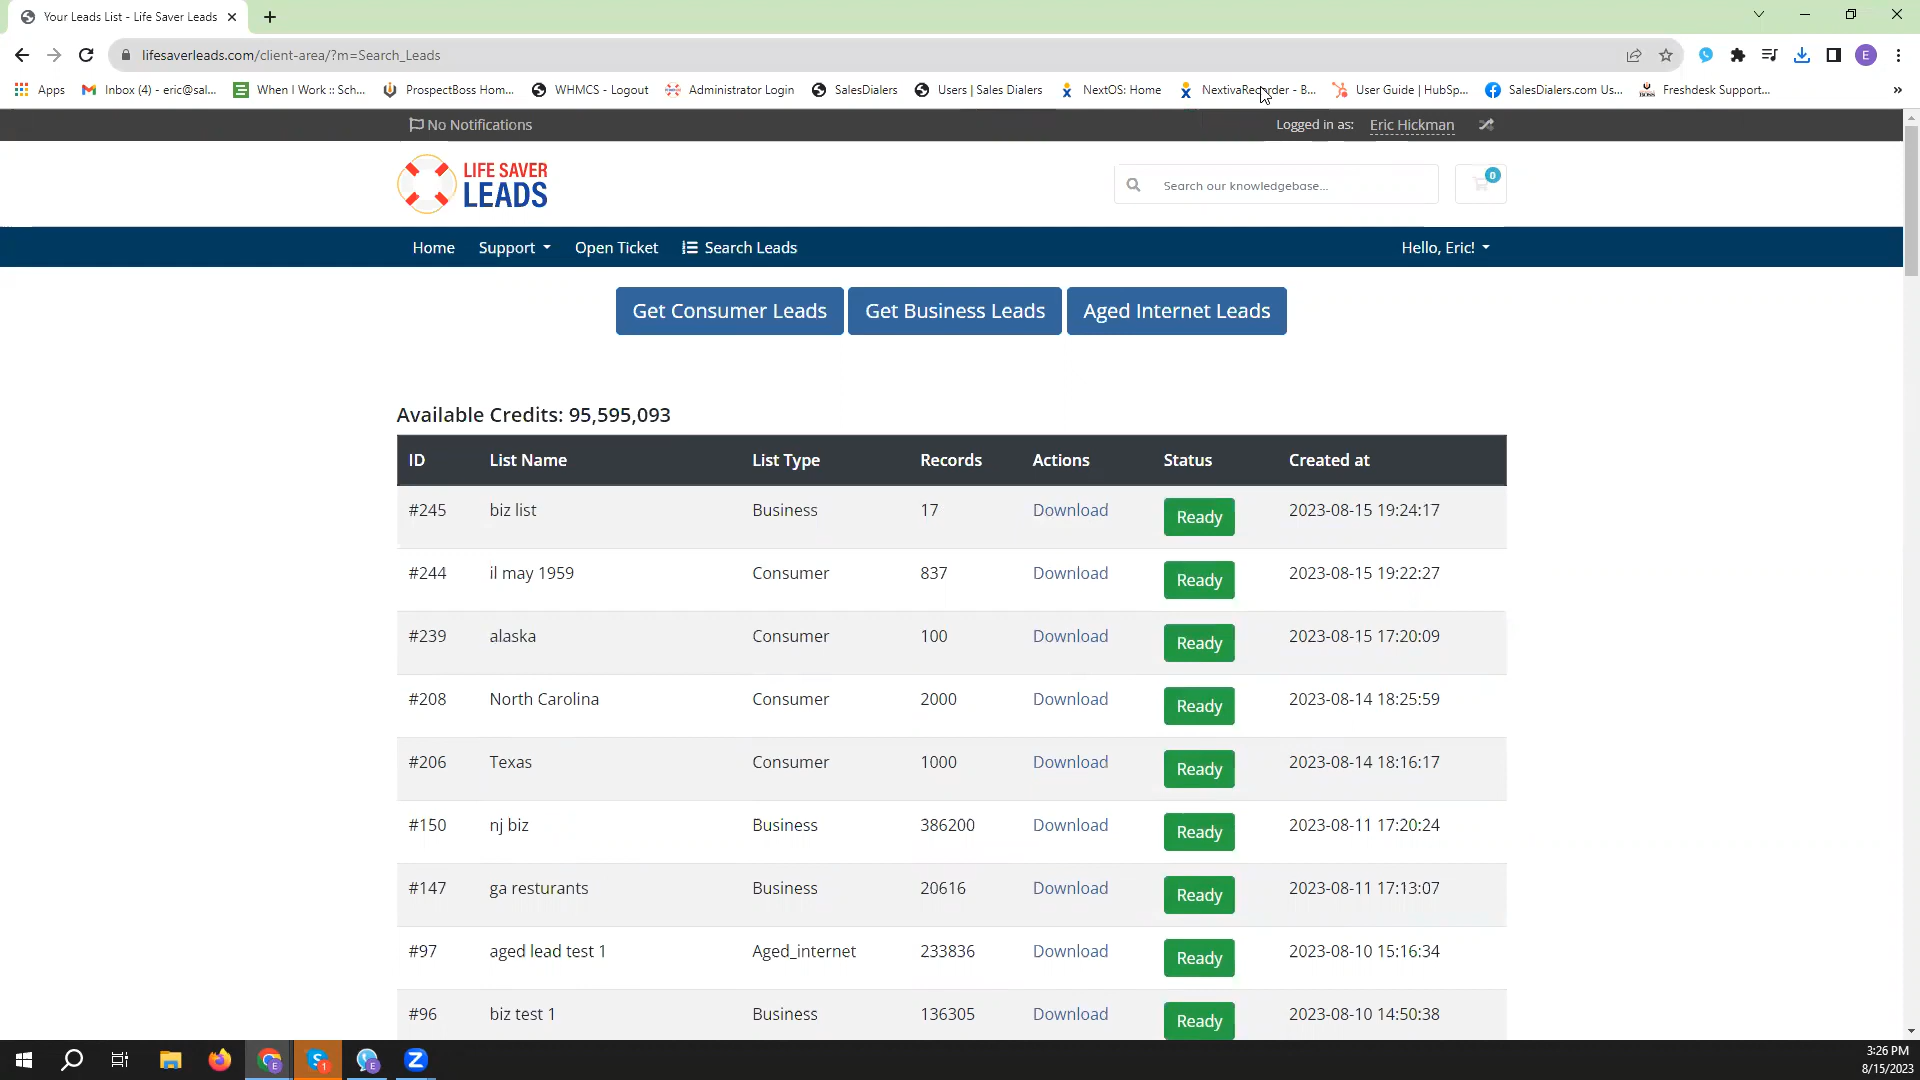 Your Leads List - Life Saver Leads
lifesaverleads.com/client-area/?m=Search_Leads
E
Apps
Inbox (4) - eric@sal...
When I Work :: Sch...
ProspectBoss Hom...
WHMCS - Logout
Administrator Login
SalesDialers
Users | Sales Dialers
NextOS: Home
NextivaRecorder - B...
User Guide | HubSp...
SalesDialers.com Us...
Freshdesk Support...
»
No Notifications
Logged in as: Eric Hickman
LIFE SAVER
LEADS
Search our knowledgebase...
0
Home Support Open Ticket Search Leads Hello, Eric!
Get Consumer Leads Get Business Leads Aged Internet Leads
Available Credits: 95,595,093
ID List Name List Type Records Actions Status Created at
#245 biz list Business 17 Download Ready 2023-08-15 19:24:17
#244 il may 1959 Consumer 837 Download Ready 2023-08-15 19:22:27
#239 alaska Consumer 100 Download Ready 2023-08-15 17:20:09
#208 North Carolina Consumer 2000 Download Ready 2023-08-14 18:25:59
#206 Texas Consumer 1000 Download Ready 2023-08-14 18:16:17
#150 nj biz Business 386200 Download Ready 2023-08-11 17:20:24
#147 ga resturants Business 20616 Download Ready 2023-08-11 17:13:07
#97 aged lead test 1 Aged_internet 233836 Download Ready 2023-08-10 15:16:34
#96 biz test 1 Business 136305 Download Ready 2023-08-10 14:50:38
3:26 PM
8/15/2023